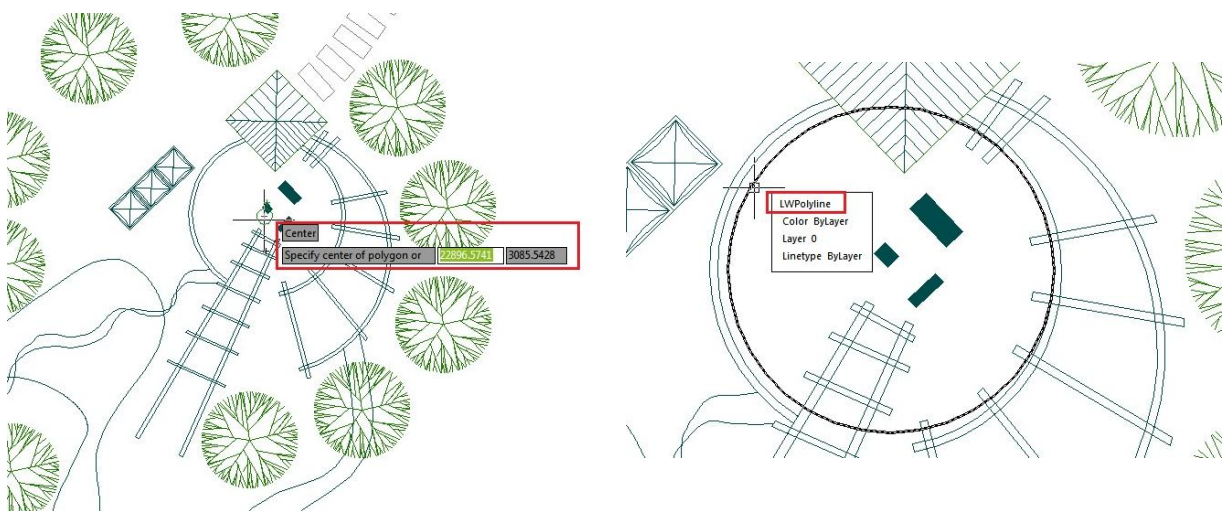 Center
Specify center of polygon or 22896.5741 3085.5428
LWPolyline
Color ByLayer
Layer 0
Linetype ByLayer